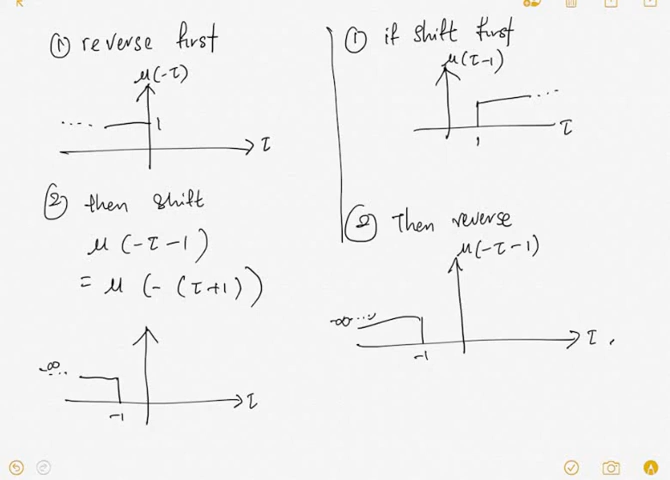 ① reverse first
μ(-τ)
.... 1
τ
② then shift
μ(-τ-1)
= μ(-(τ+1))
-∞..
-1 τ
① if shift first
μ(τ-1)
...
1 τ
② Then reverse
μ(-τ-1)
-∞...
-1 τ.